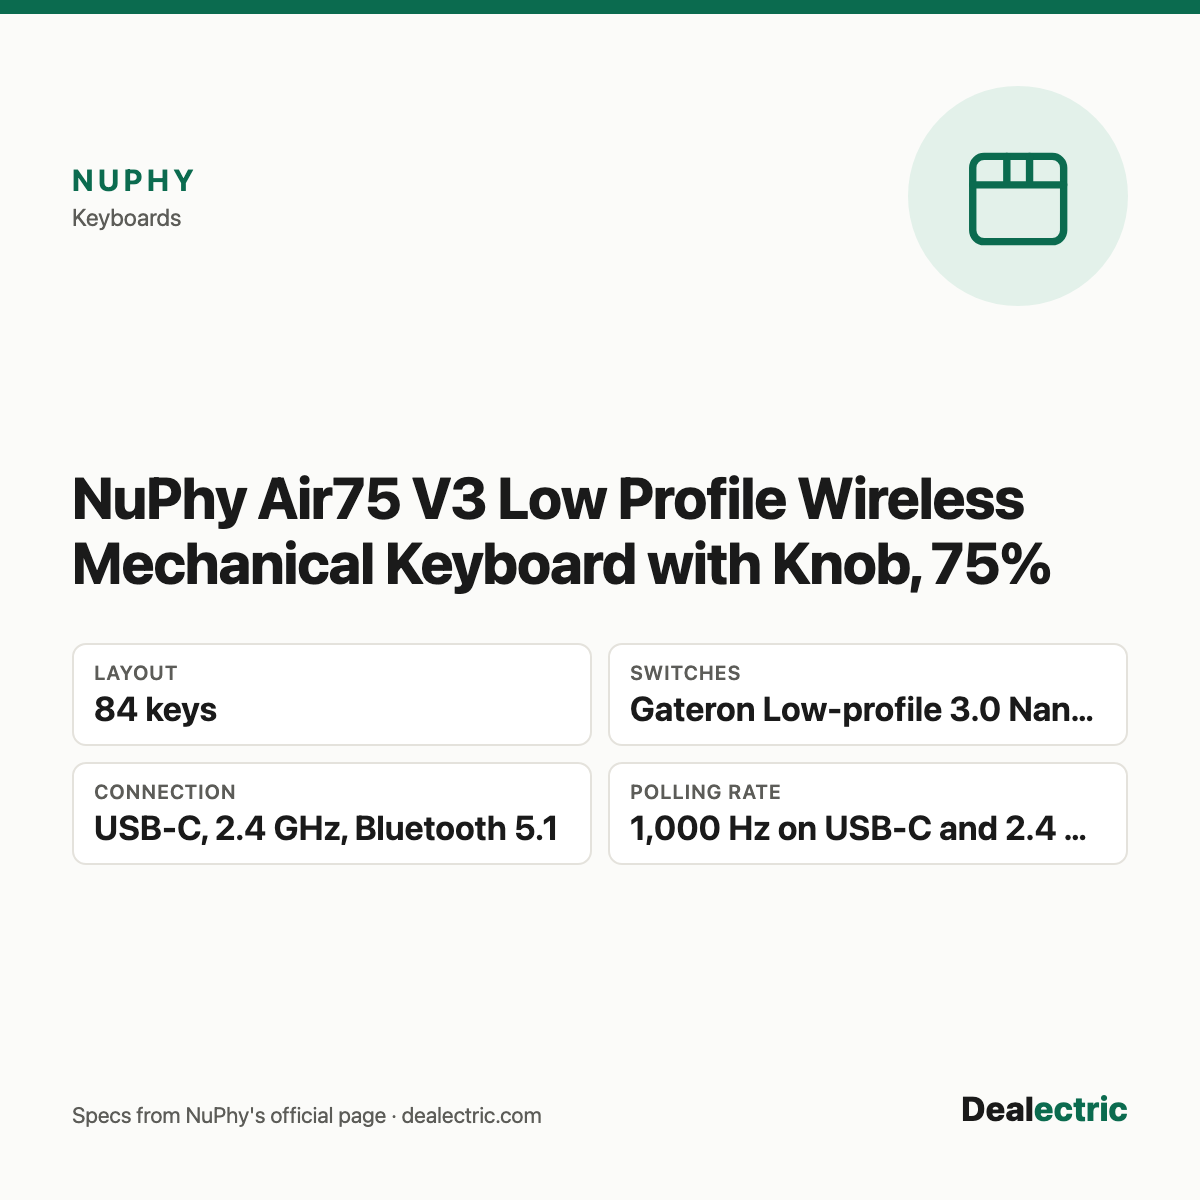 NUPHY
Keyboards
NuPhy Air75 V3 Low Profile Wireless
Mechanical Keyboard with Knob, 75%
LAYOUT
84 keys
SWITCHES
Gateron Low-profile 3.0 Nan...
CONNECTION
USB-C, 2.4 GHz, Bluetooth 5.1
POLLING RATE
1,000 Hz on USB-C and 2.4 ...
Specs from NuPhy's official page · dealectric.com
Dealectric